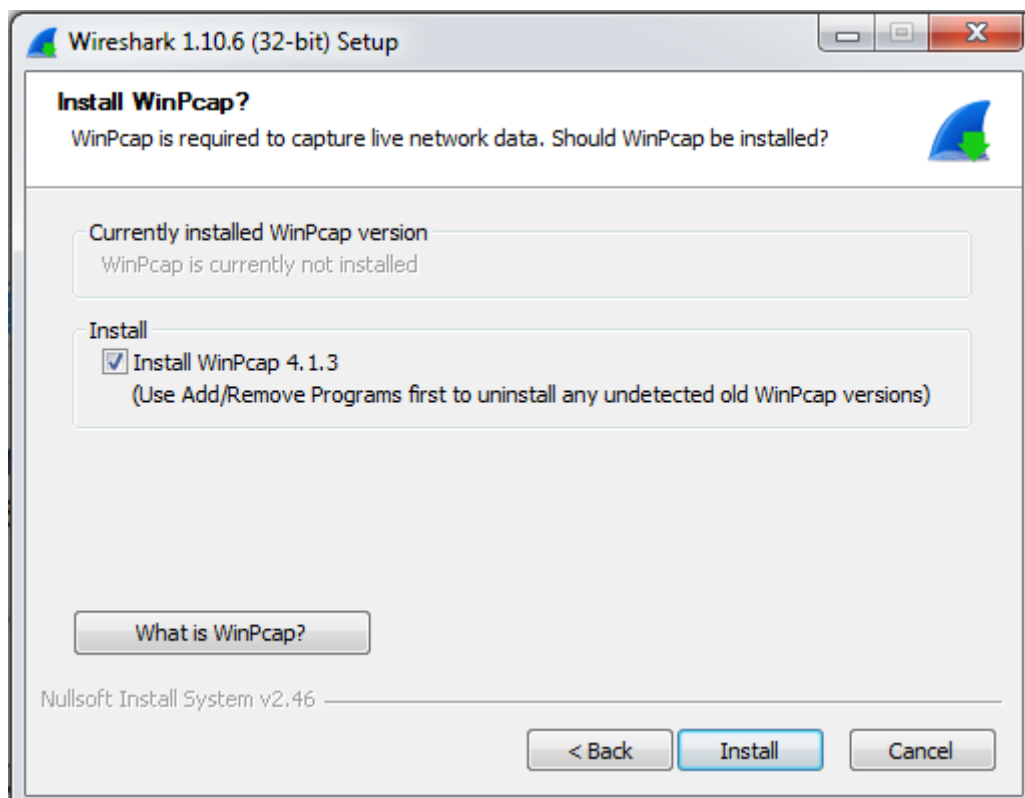 Wireshark 1.10.6 (32-bit) Setup
Install WinPcap?
WinPcap is required to capture live network data. Should WinPcap be installed?
Currently installed WinPcap version
WinPcap is currently not installed
Install
Install WinPcap 4.1.3
(Use Add/Remove Programs first to uninstall any undetected old WinPcap versions)
What is WinPcap?
Nullsoft Install System v2.46
< Back Install Cancel